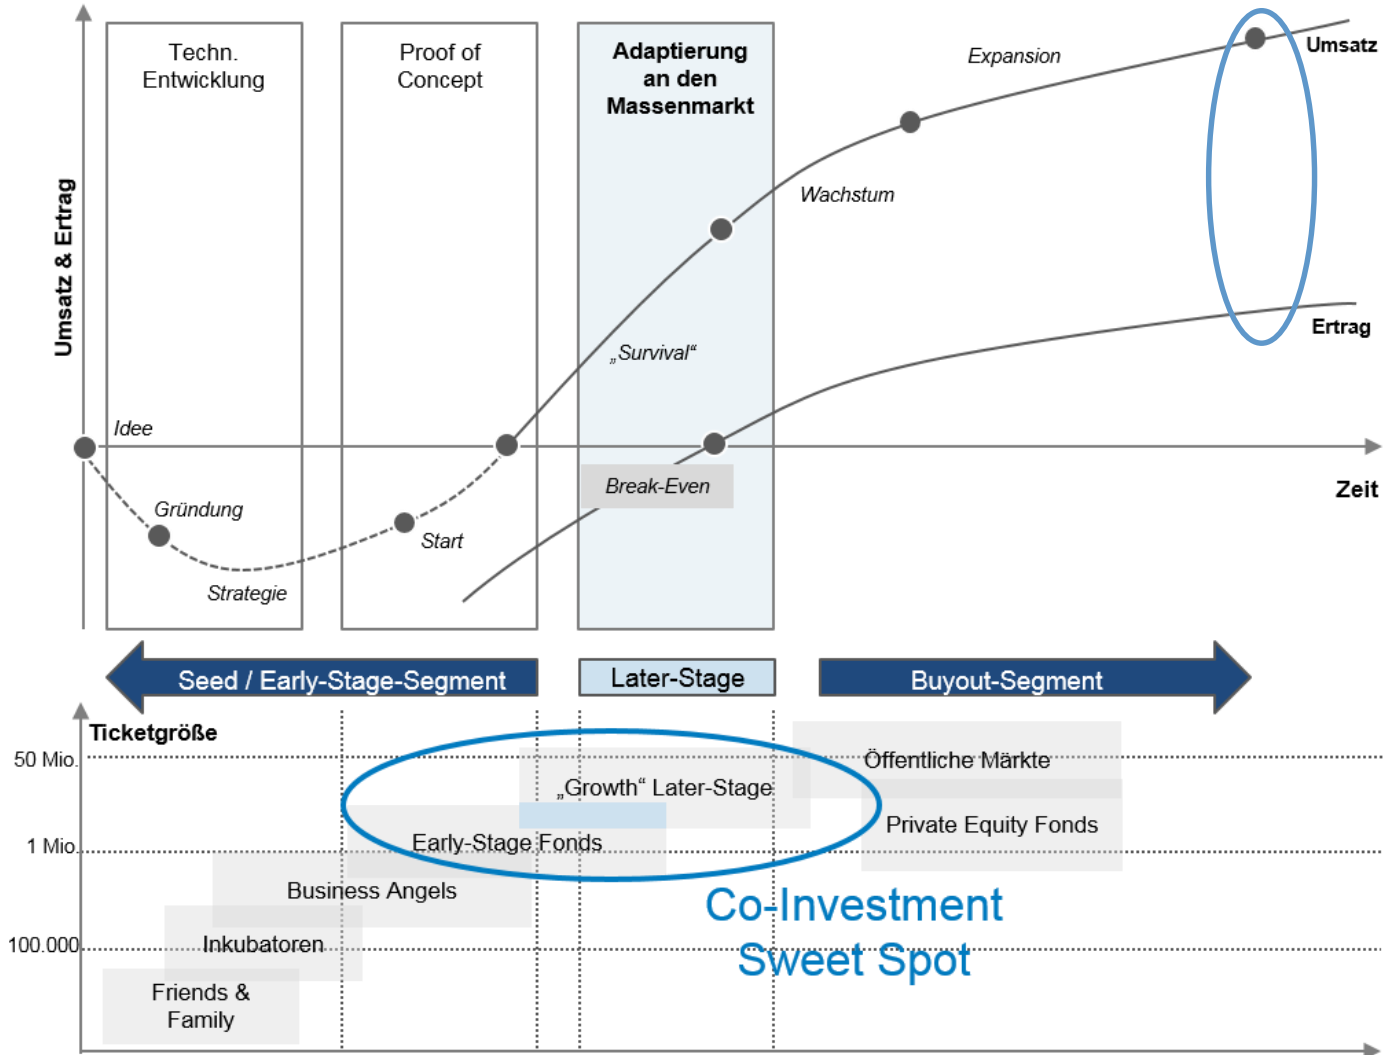 Techn.
Entwicklung
Proof of
Concept
Adaptierung
an den
Massenmarkt
Expansion
Umsatz
Wachstum
Umsatz & Ertrag
„Survival“
Ertrag
Idee
Break-Even
Zeit
Gründung
Start
Strategie
Seed / Early-Stage-Segment
Later-Stage
Buyout-Segment
Ticketgröße
50 Mio.
Öffentliche Märkte
„Growth“ Later-Stage
Private Equity Fonds
1 Mio.
Early-Stage Fonds
Business Angels
Co-Investment
Sweet Spot
100.000
Inkubatoren
Friends &
Family